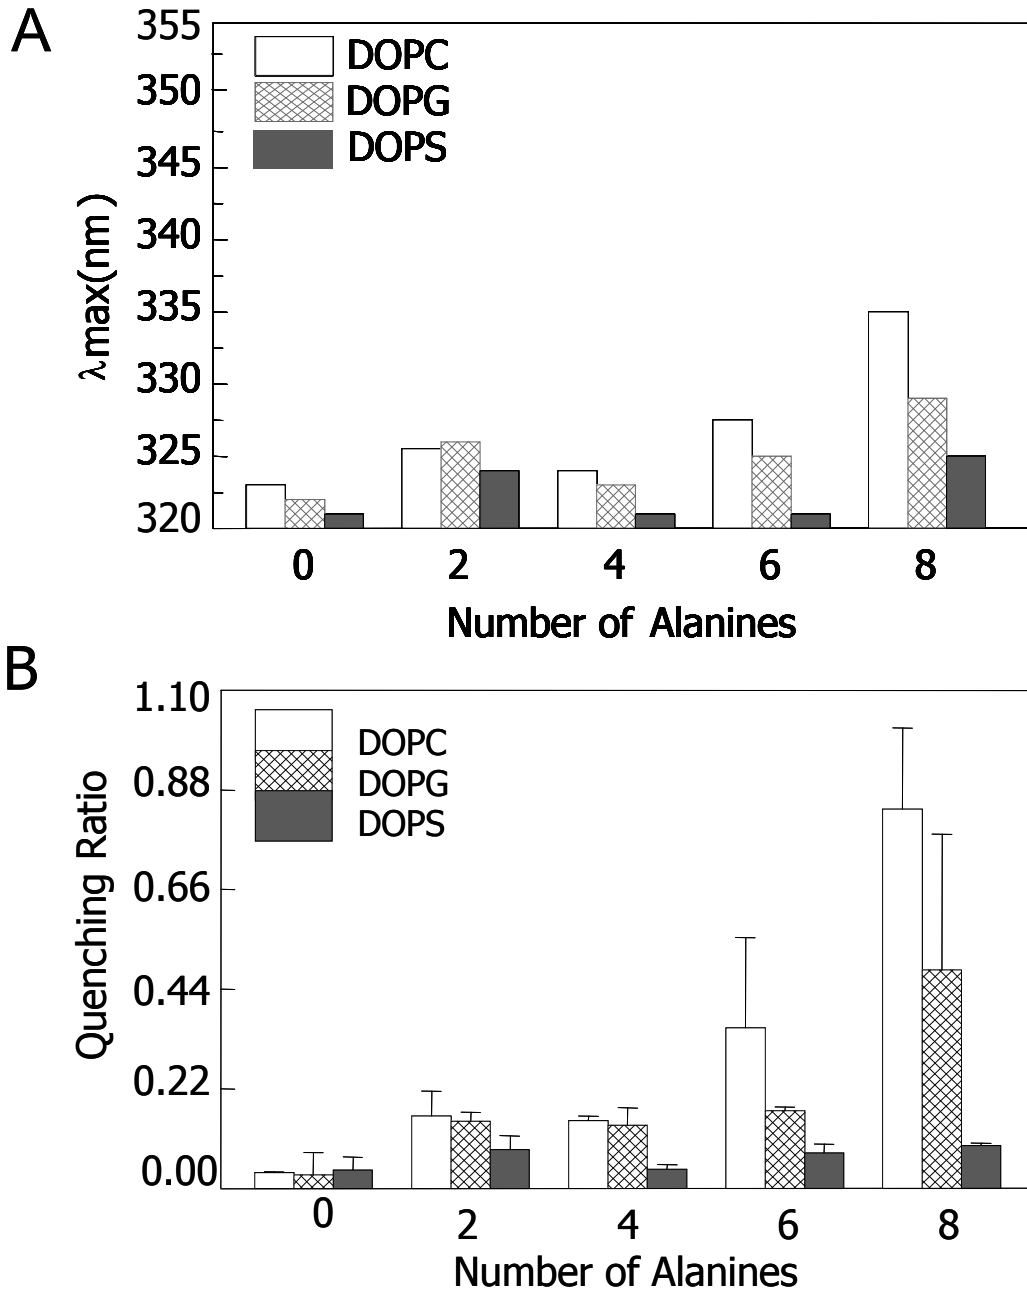 A
355
350
345
340
335
330
325
320
λmax(nm)
DOPC
DOPG
DOPS
0 2 4 6 8
Number of Alanines
B
1.10
0.88
0.66
0.44
0.22
0.00
Quenching Ratio
DOPC
DOPG
DOPS
0 2 4 6 8
Number of Alanines